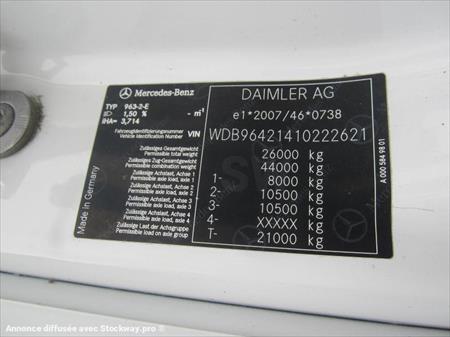 Mercedes-Benz
DAIMLER AG
TYP 963-2-E
1,50 % - m⁻¹
IHA= 3,714
e1*2007/46*0738
Fahrzeugidentifizierungsnummer
Vehicle Identification Number VIN WDB96421410222621
Zulässiges Gesamtgewicht
Permissible total weight 26000 kg
Zulässiges Zug-Gesamtgewicht
Permissible combination weight 44000 kg
Zulässige Achslast, Achse 1
Permissible axle load, axle 1 1- 8000 kg
Zulässige Achslast, Achse 2
Permissible axle load, axle 2 2- 10500 kg
Zulässige Achslast, Achse 3
Permissible axle load, axle 3 3- 10500 kg
Zulässige Achslast, Achse 4
Permissible axle load, axle 4 4- XXXXX kg
Zulässige Last der Achsgruppe
Permissible axle load T- 21000 kg
Made in Germany
A 000 584 98 01
Annonce diffusée avec Stockway.pro ®